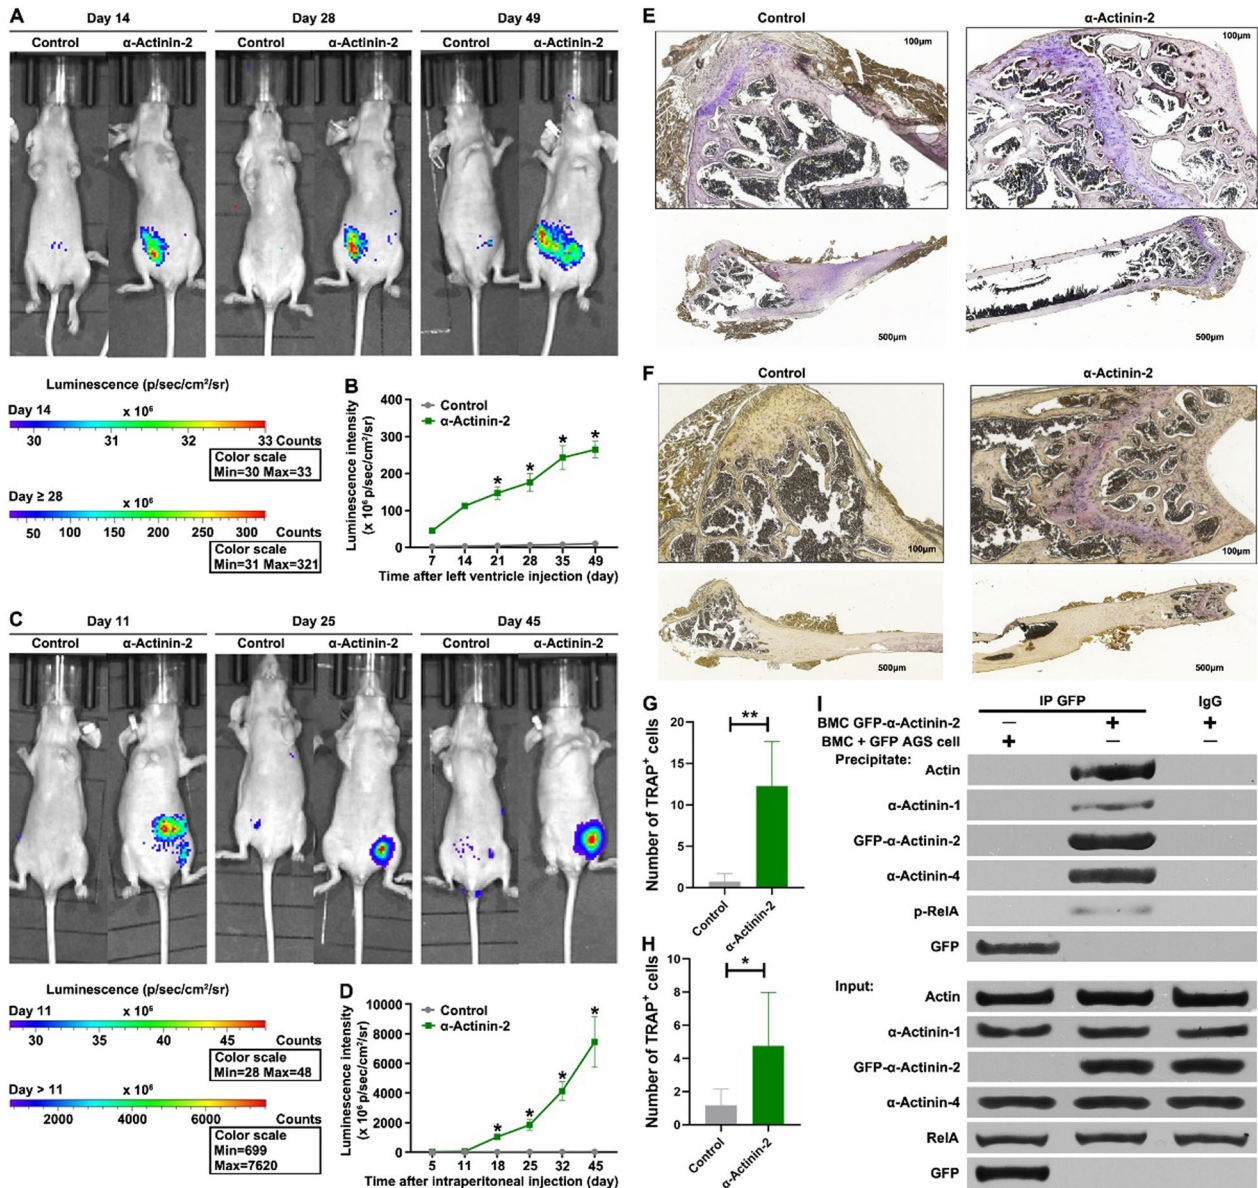 A
Day 14
Day 28
Day 49
Control
α-Actinin-2
Control
α-Actinin-2
Control
α-Actinin-2
Luminescence (p/sec/cm²/sr)
Day 14
x 10⁶
30 31 32 33 Counts
Color scale
Min=30 Max=33
Day ≥ 28
x 10⁶
50 100 150 200 250 300 Counts
Color scale
Min=31 Max=321
B
Control
α-Actinin-2
Luminescence intensity
(x 10⁶ p/sec/cm²/sr)
400
300
200
100
0
* * * *
7 14 21 28 35 49
Time after left ventricle injection (day)
C
Day 11
Day 25
Day 45
Control
α-Actinin-2
Control
α-Actinin-2
Control
α-Actinin-2
Luminescence (p/sec/cm²/sr)
Day 11
x 10⁶
30 35 40 45 Counts
Color scale
Min=28 Max=48
Day > 11
x 10⁶
2000 4000 6000 Counts
Color scale
Min=699
Max=7620
D
Control
α-Actinin-2
Luminescence intensity
(x 10⁶ p/sec/cm²/sr)
10000
8000
6000
4000
2000
0
* * * *
5 11 18 25 32 45
Time after intraperitoneal injection (day)
E
Control
α-Actinin-2
100μm
100μm
500μm
500μm
F
Control
α-Actinin-2
100μm
100μm
500μm
500μm
G
Number of TRAP⁺ cells
20
15
10
5
0
**
Control
α-Actinin-2
H
Number of TRAP⁺ cells
10
8
6
4
2
0
*
Control
α-Actinin-2
I
IP GFP
IgG
BMC GFP-α-Actinin-2 — + +
BMC + GFP AGS cell + — —
Precipitate:
Actin
α-Actinin-1
GFP-α-Actinin-2
α-Actinin-4
p-RelA
GFP
Input:
Actin
α-Actinin-1
GFP-α-Actinin-2
α-Actinin-4
RelA
GFP